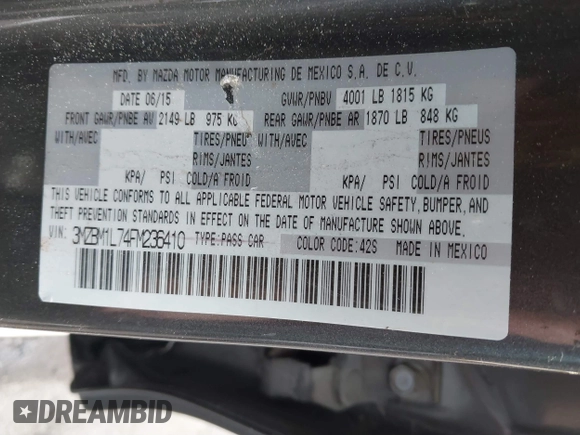 MFD. BY MAZDA MOTOR MANUFACTURING DE MEXICO S.A. DE C.V.
DATE 06/15 GVWR/PNBV 4001 LB 1815 KG
FRONT GAWR/PNBE AV 2149 LB 975 KG REAR GAWR/PNBE AR 1870 LB 848 KG
WITH/AVEC TIRES/PNEUS WITH/AVEC TIRES/PNEUS
RIMS/JANTES RIMS/JANTES
KPA/ PSI COLD/A FROID KPA/ PSI COLD/A FROID
THIS VEHICLE CONFORMS TO ALL APPLICABLE FEDERAL MOTOR VEHICLE SAFETY, BUMPER, AND
THEFT PREVENTION STANDARDS IN EFFECT ON THE DATE OF MANUFACTURE SHOWN ABOVE.
VIN: 3MZBM1L74FM236410 TYPE:PASS CAR COLOR CODE:42S MADE IN MEXICO
DREAMBID